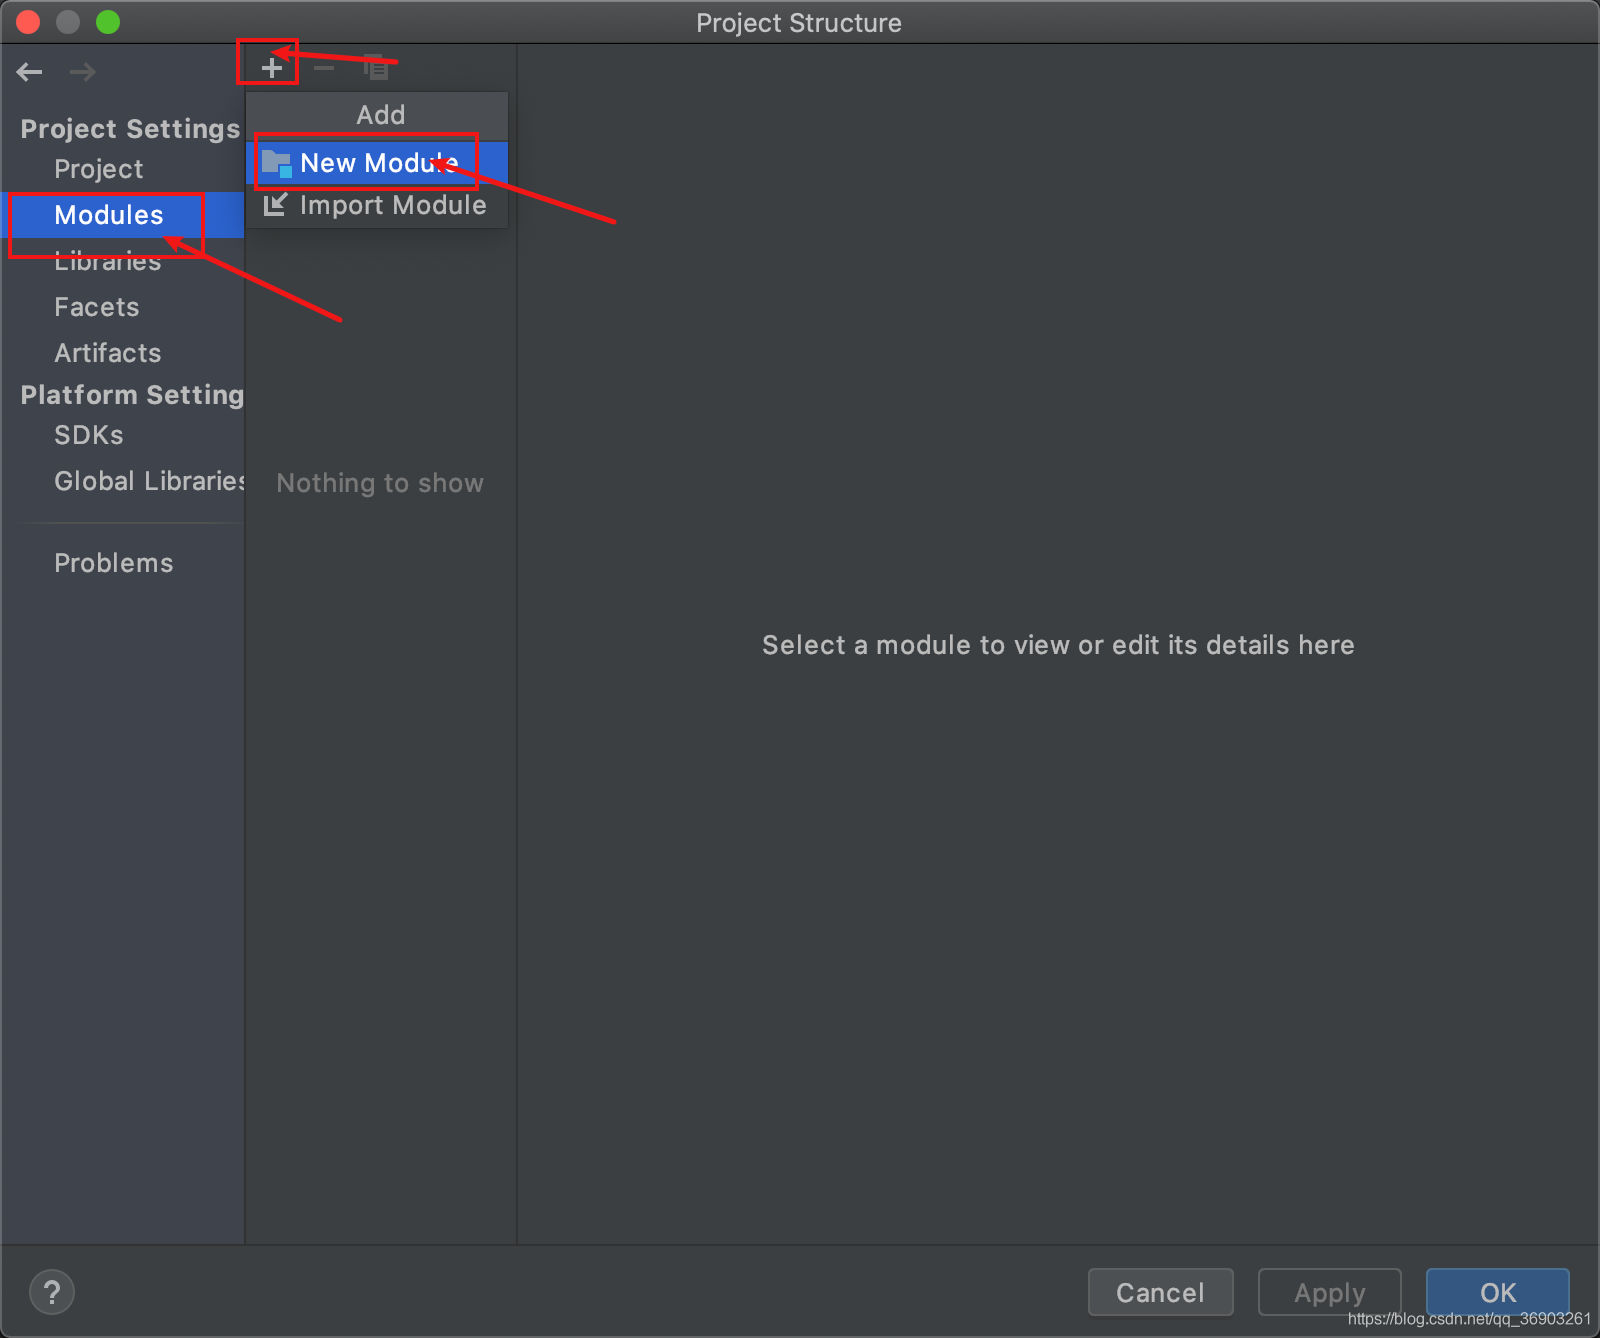 Project Structure
Project Settings
Project
Modules
Libraries
Facets
Artifacts
Platform Setting
SDKs
Global Libraries
Problems
Add
New Module
Import Module
Nothing to show
Select a module to view or edit its details here
?
Cancel
Apply
OK
https://blog.csdn.net/qq_36903261